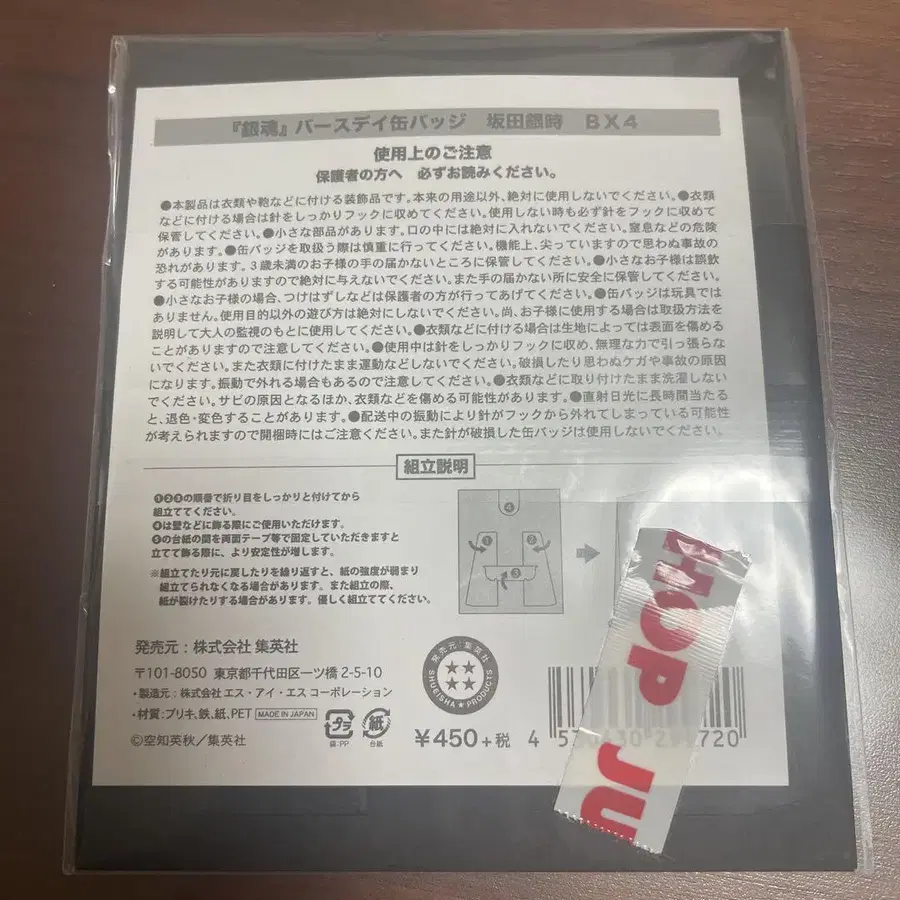 『銀魂』バースデイ缶バッジ 坂田銀時 BX4
使用上のご注意
保護者の方へ 必ずお読みください。
●本製品は衣類や鞄などに付ける装飾品です。本来の用途以外、絶対に使用しないでください。●衣類
などに付ける場合は針をしっかりフックに収めてください。使用しない時も必ず針をフックに収めて
保管してください。●小さな部品があります。口の中には絶対に入れないでください。窒息などの危険
があります。●缶バッジを取扱う際は慎重に行ってください。機能上、尖っていますので思わぬ事故の
恐れがあります。3歳未満のお子様の手の届かないところに保管してください。●小さなお子様は誤飲
する可能性がありますので絶対に与えないでください。また手の届かない所に安全に保管してください。
●小さなお子様の場合、つけはずしなどは保護者の方が行ってあげてください。●缶バッジは玩具では
ありません。使用目的以外の遊び方は絶対にしないでください。尚、お子様に使用する場合は取扱方法を
説明して大人の監視のもとに使用してください。●衣類などに付ける場合は生地によっては表面を傷める
ことがありますので注意してください。●使用中は針をしっかりフックに収め、無理な力で引っ張らな
いでください。また衣類に付けたまま運動などしないでください。破損したり思わぬケガや事故の原因
になります。振動で外れる場合もあるので注意してください。●衣類などに取り付けたまま洗濯しない
でください。サビの原因となるほか、衣類などを傷める可能性があります。●直射日光に長時間当たる
と、退色・変色することがあります。●配送中の振動により針がフックから外れてしまっている可能性
が考えられますので開梱時にはご注意ください。また針が破損した缶バッジは使用しないでください。
組立説明
❶❷❸の順番で折り目をしっかりと付けてから
組立ててください。
❹は壁などに飾る際にご使用いただけます。
❺の台紙の間を両面テープ等で固定していただきますと
立てて飾る際に、より安定性が増します。
※組立てたり元に戻したりを繰り返すと、紙の強度が弱まり
組立てられなくなる場合があります。また組立の際、
紙が裂けたりする場合があります。優しく組立ててください。
❹
❶ ❷
❸
発売元:株式会社 集英社
〒101-8050 東京都千代田区一ツ橋 2-5-10
・製造元:株式会社 エス・アイ・エス コーポレーション
・材質:ブリキ、鉄、紙、PET MADE IN JAPAN
©空知英秋/集英社
プラ
袋:PP
紙
台紙
発売元:集英社
SHUEISHA★PRODUCTS
¥450+税
HOP JU